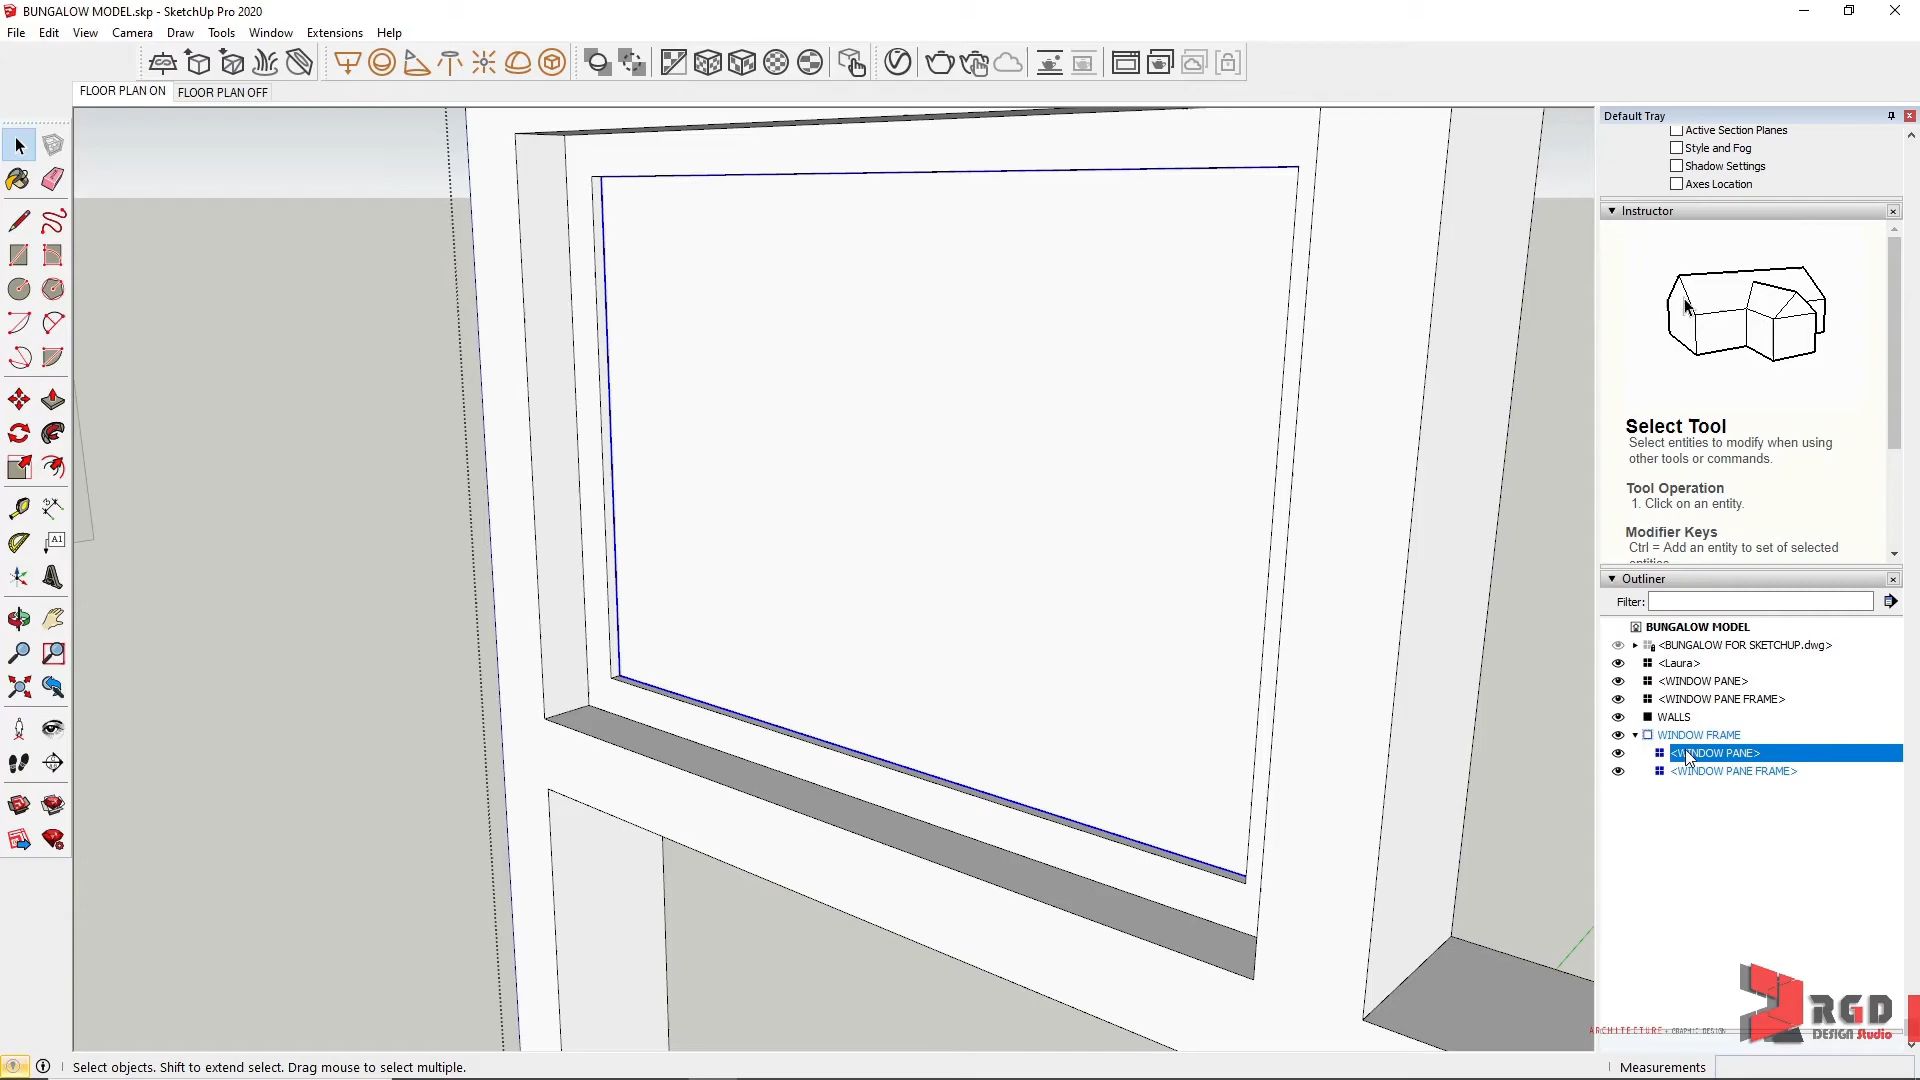 BUNGALOW MODEL.skp - SketchUp Pro 2020
File Edit View Camera Draw Tools Window Extensions Help
FLOOR PLAN ON FLOOR PLAN OFF
Default Tray
Active Section Planes
Style and Fog
Shadow Settings
Axes Location
Instructor
Select Tool
Select entities to modify when using
other tools or commands.
Tool Operation
1. Click on an entity.
Modifier Keys
Ctrl = Add an entity to set of selected
entities.
Outliner
Filter:
BUNGALOW MODEL
<BUNGALOW FOR SKETCHUP.dwg>
<Laura>
<WINDOW PANE>
<WINDOW PANE FRAME>
WALLS
WINDOW FRAME
<WINDOW PANE>
<WINDOW PANE FRAME>
A1
RGD
DESIGN Studio
ARCHITECTURE + GRAPHIC DESIGN
Select objects. Shift to extend select. Drag mouse to select multiple.
Measurements